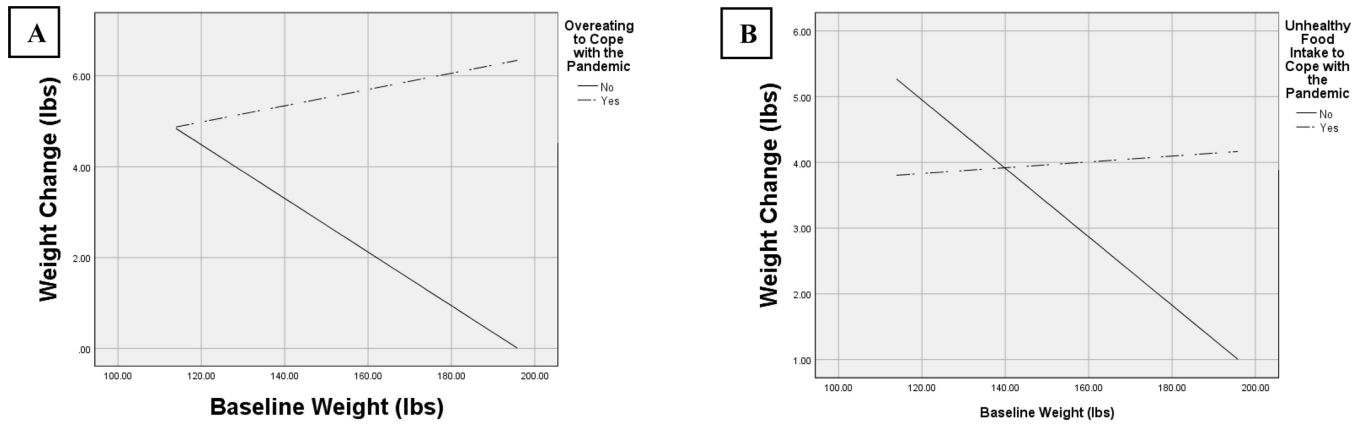 A
Overeating
to Cope
with the
Pandemic
No
Yes
Weight Change (lbs)
6.00
4.00
2.00
.00
100.00 120.00 140.00 160.00 180.00 200.00
Baseline Weight (lbs)
B
Unhealthy
Food
Intake to
Cope with
the
Pandemic
No
Yes
Weight Change (lbs)
6.00
5.00
4.00
3.00
2.00
1.00
100.00 120.00 140.00 160.00 180.00 200.00
Baseline Weight (lbs)